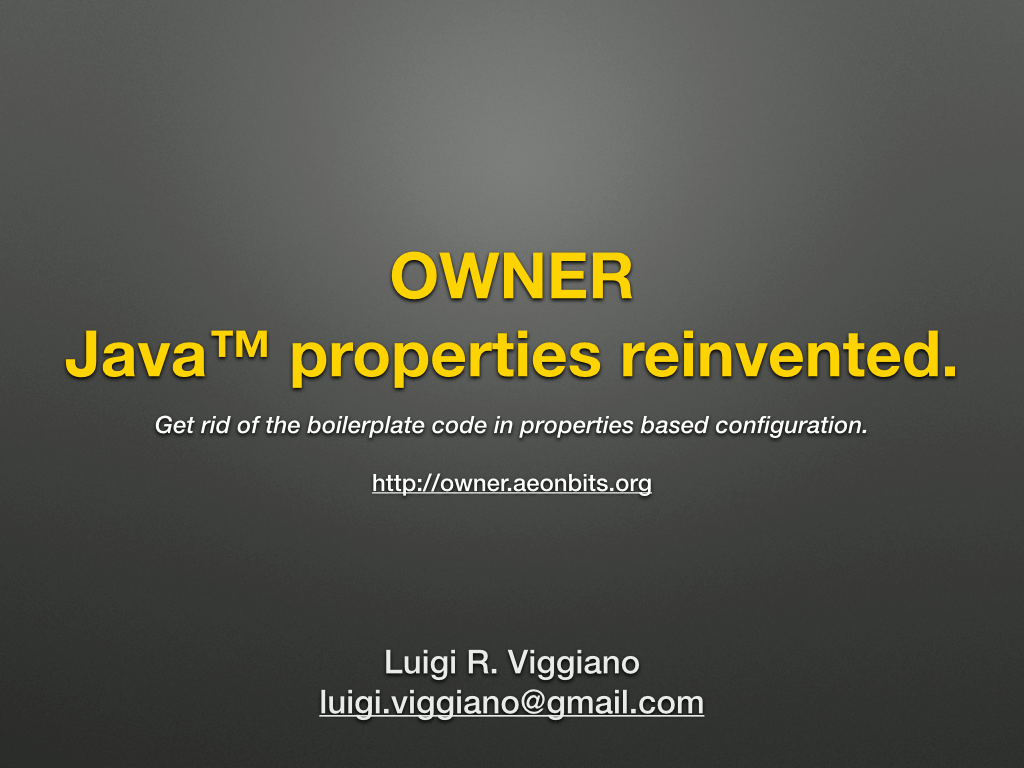 OWNER
Java™ properties reinvented.
Get rid of the boilerplate code in properties based configuration.
http://owner.aeonbits.org
Luigi R. Viggiano
luigi.viggiano@gmail.com